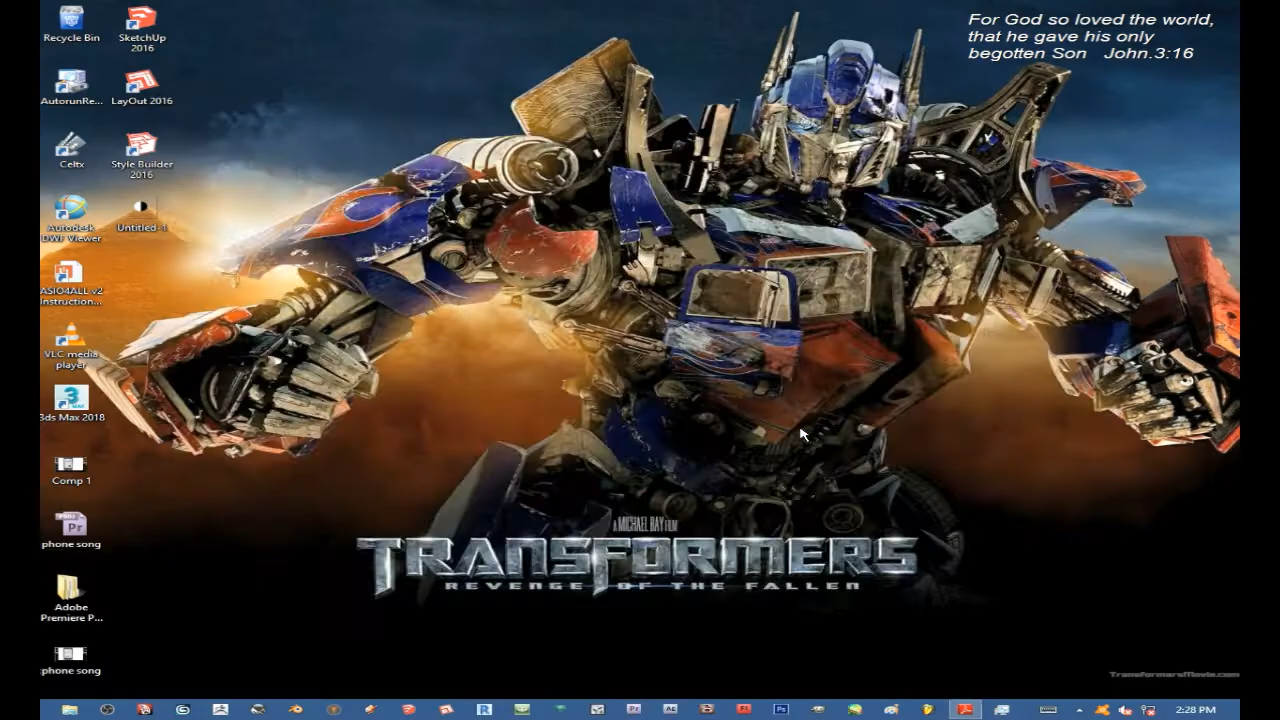 For God so loved the world,
that he gave his only
begotten Son John.3:16
Recycle Bin
SketchUp
2016
AutorunRe...
LayOut 2016
Celtx
Style Builder
2016
Autodesk
DWF Viewer
Untitled-1
ASIO4ALL v2
Instruction...
VLC media
player
3ds Max 2018
Comp 1
phone song
Adobe
Premiere P...
phone song
A MICHAEL BAY FILM
TRANSFORMERS
REVENGE OF THE FALLEN
TransformersMovie.com
2:28 PM